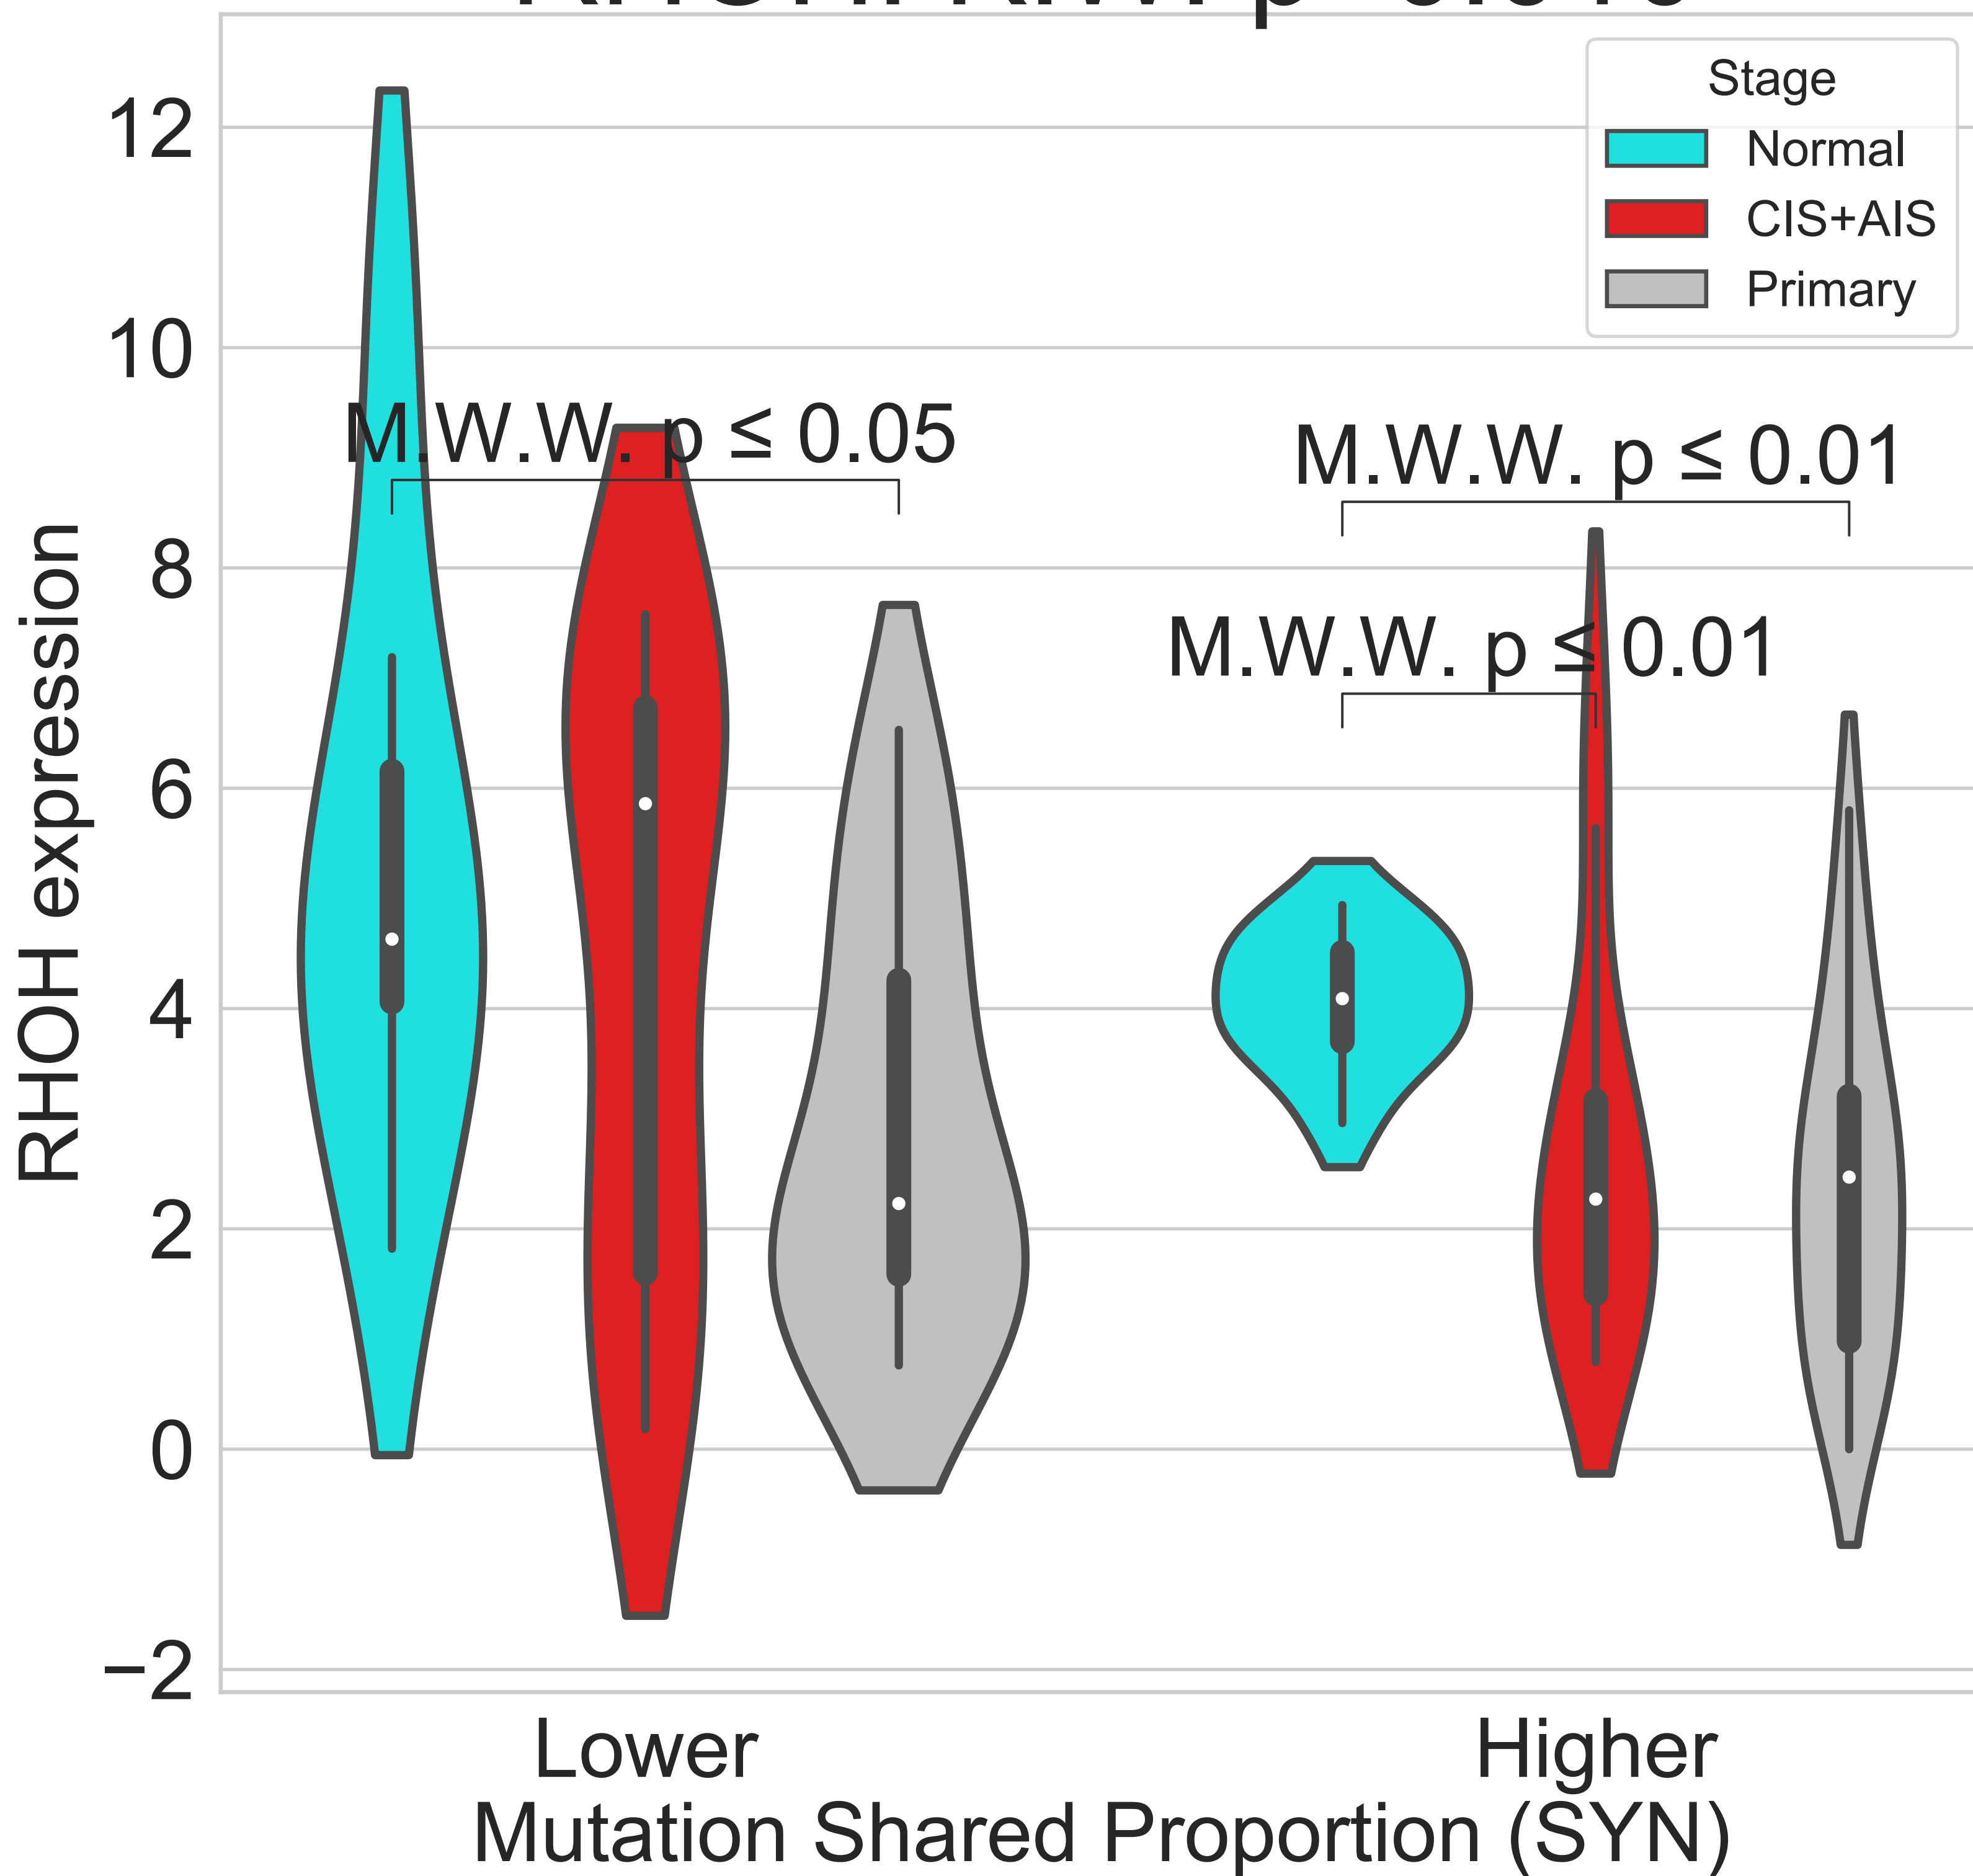 Stage
Normal
CIS+AIS
Primary
12
10
8
6
4
2
0
−2
RHOH expression
M.W.W. p ≤ 0.05
M.W.W. p ≤ 0.01
M.W.W. p ≤ 0.01
Lower
Higher
Mutation Shared Proportion (SYN)